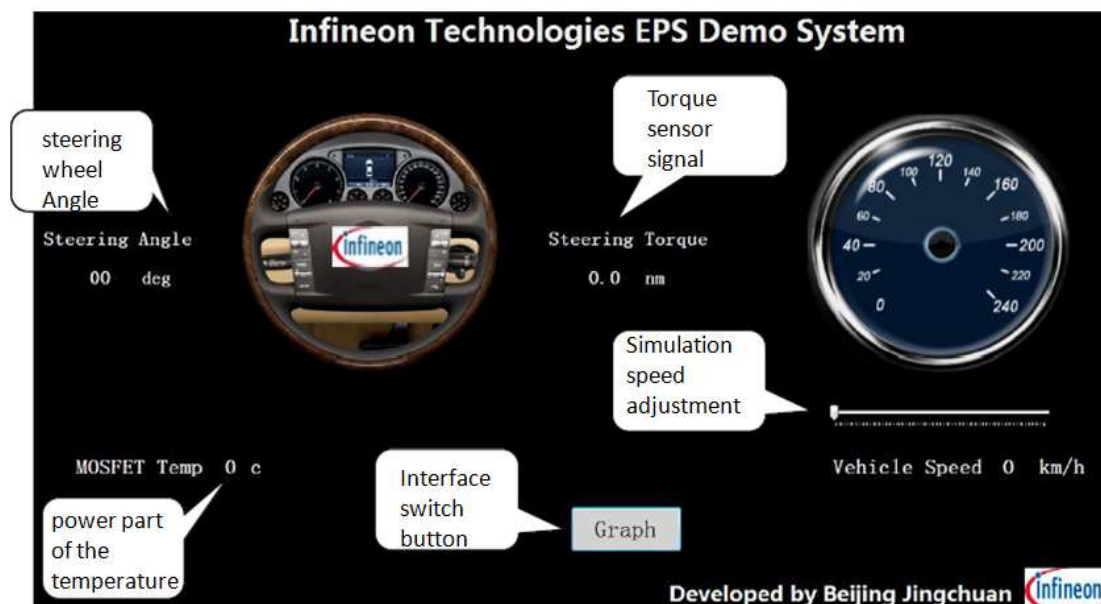 Infineon Technologies EPS Demo System
steering
wheel
Angle
Torque
sensor
signal
Steering Angle
00 deg
infineon
Steering Torque
0.0 nm
0
20
40
60
80
100
120
140
160
180
200
220
240
Simulation
speed
adjustment
MOSFET Temp 0 c
Vehicle Speed 0 km/h
power part
of the
temperature
Interface
switch
button
Graph
Developed by Beijing Jingchuan
infineon